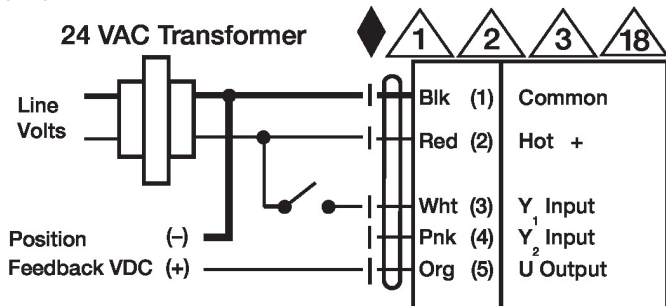 24 VAC Transformer
1 2 3 18
Line
Volts
Blk (1) Common
Red (2) Hot +
Wht (3) Y1 Input
Pnk (4) Y2 Input
Org (5) U Output
Position (–)
Feedback VDC (+)